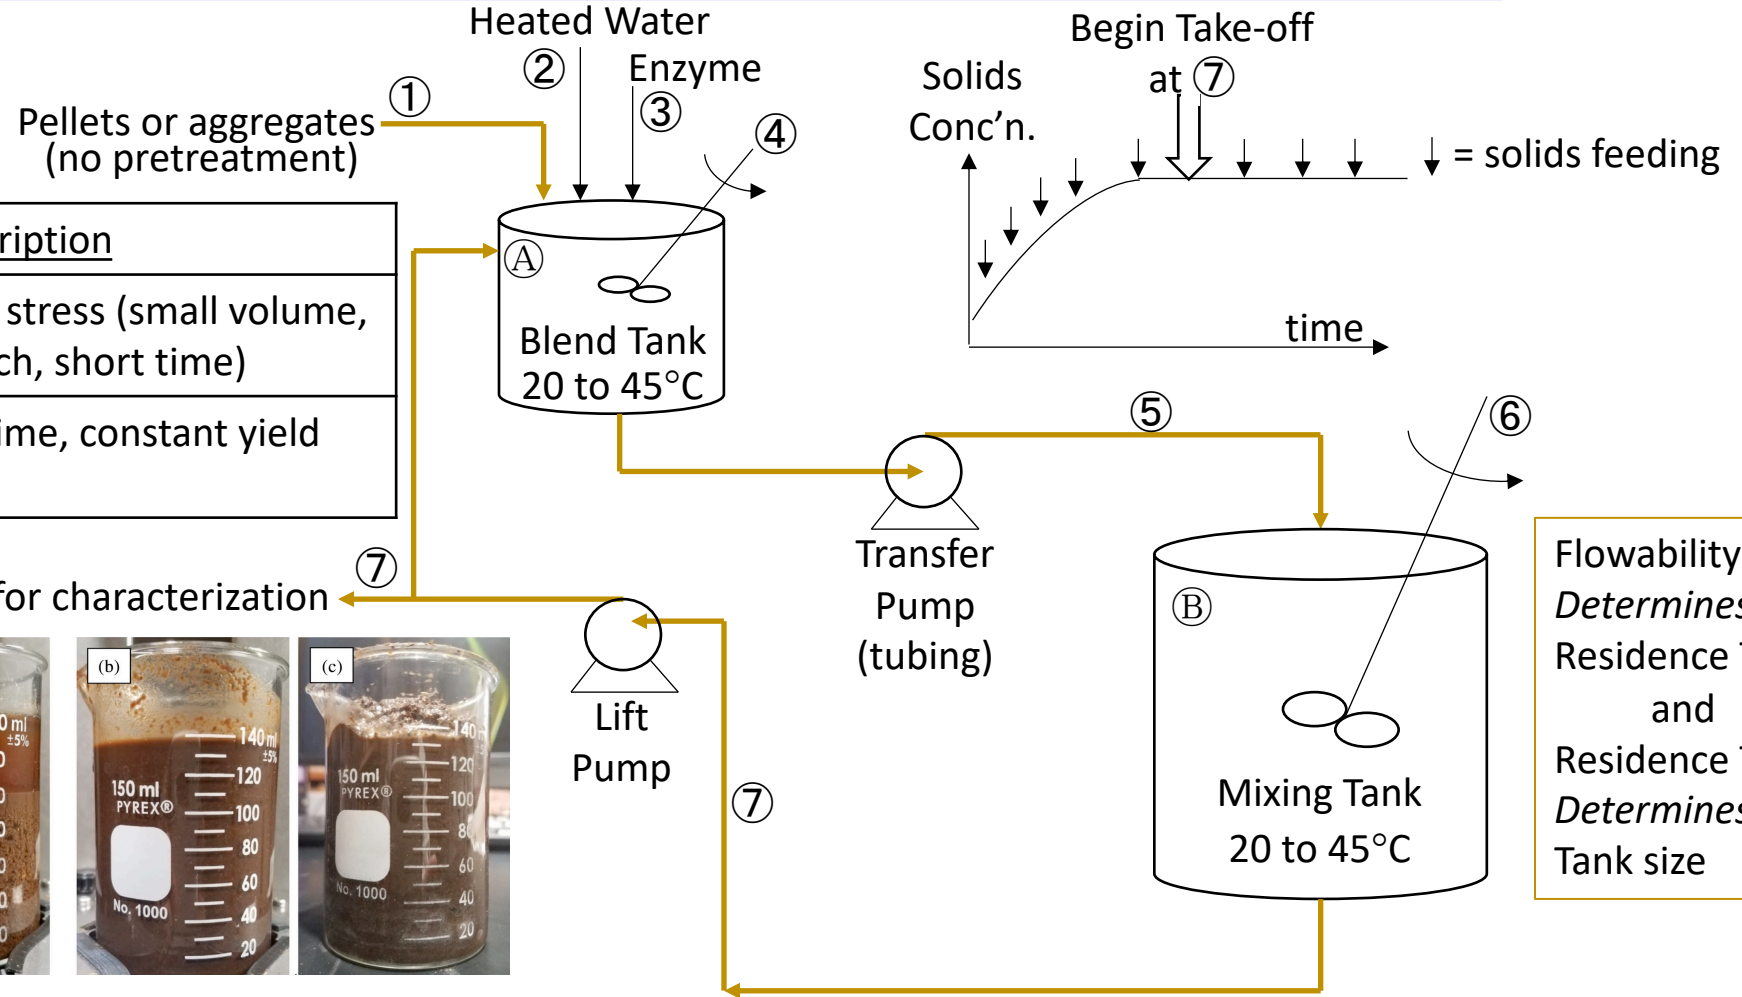 Heated Water
②
Enzyme
③
①
Pellets or aggregates
(no pretreatment)
④
Begin Take-off
at ⑦
Solids
Conc’n.
= solids feeding
time
ription
stress (small volume,
ch, short time)
ime, constant yield
Ⓐ
Blend Tank
20 to 45°C
⑤
⑥
Transfer
Pump
(tubing)
⑦
for characterization
Lift
Pump
⑦
Ⓑ
Mixing Tank
20 to 45°C
Flowability
Determines
Residence
and
Residence
Determines
Tank size
0 ml
±5%
(b)
140 ml
±5%
120
100
80
60
40
20
150 ml
PYREX®
No. 1000
(c)
140
120
100
80
60
40
20
150 ml
PYREX®
No. 1000